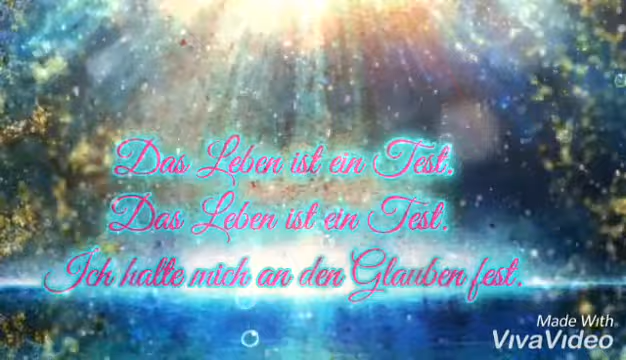 Das Leben ist ein Test.
Das Leben ist ein Test.
Ich halte mich an den Glauben fest.
Made With
VivaVideo